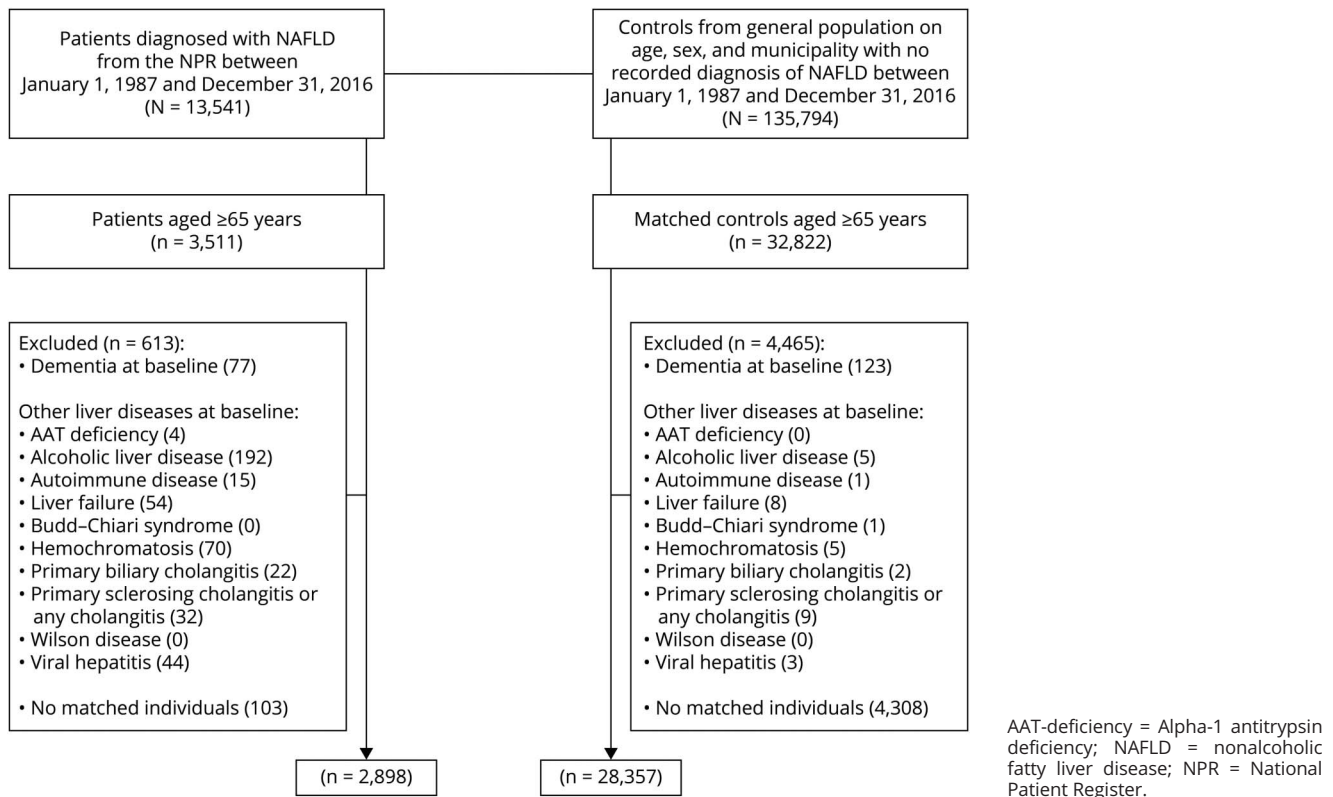 Patients diagnosed with NAFLD
from the NPR between
January 1, 1987 and December 31, 2016
(N = 13,541)
Controls from general population on
age, sex, and municipality with no
recorded diagnosis of NAFLD between
January 1, 1987 and December 31, 2016
(N = 135,794)
Patients aged ≥65 years
(n = 3,511)
Matched controls aged ≥65 years
(n = 32,822)
Excluded (n = 613):
• Dementia at baseline (77)
Other liver diseases at baseline:
• AAT deficiency (4)
• Alcoholic liver disease (192)
• Autoimmune disease (15)
• Liver failure (54)
• Budd–Chiari syndrome (0)
• Hemochromatosis (70)
• Primary biliary cholangitis (22)
• Primary sclerosing cholangitis or
any cholangitis (32)
• Wilson disease (0)
• Viral hepatitis (44)
• No matched individuals (103)
Excluded (n = 4,465):
• Dementia at baseline (123)
Other liver diseases at baseline:
• AAT deficiency (0)
• Alcoholic liver disease (5)
• Autoimmune disease (1)
• Liver failure (8)
• Budd–Chiari syndrome (1)
• Hemochromatosis (5)
• Primary biliary cholangitis (2)
• Primary sclerosing cholangitis or
any cholangitis (9)
• Wilson disease (0)
• Viral hepatitis (3)
• No matched individuals (4,308)
(n = 2,898)
(n = 28,357)
AAT-deficiency = Alpha-1 antitrypsin
deficiency; NAFLD = nonalcoholic
fatty liver disease; NPR = National
Patient Register.